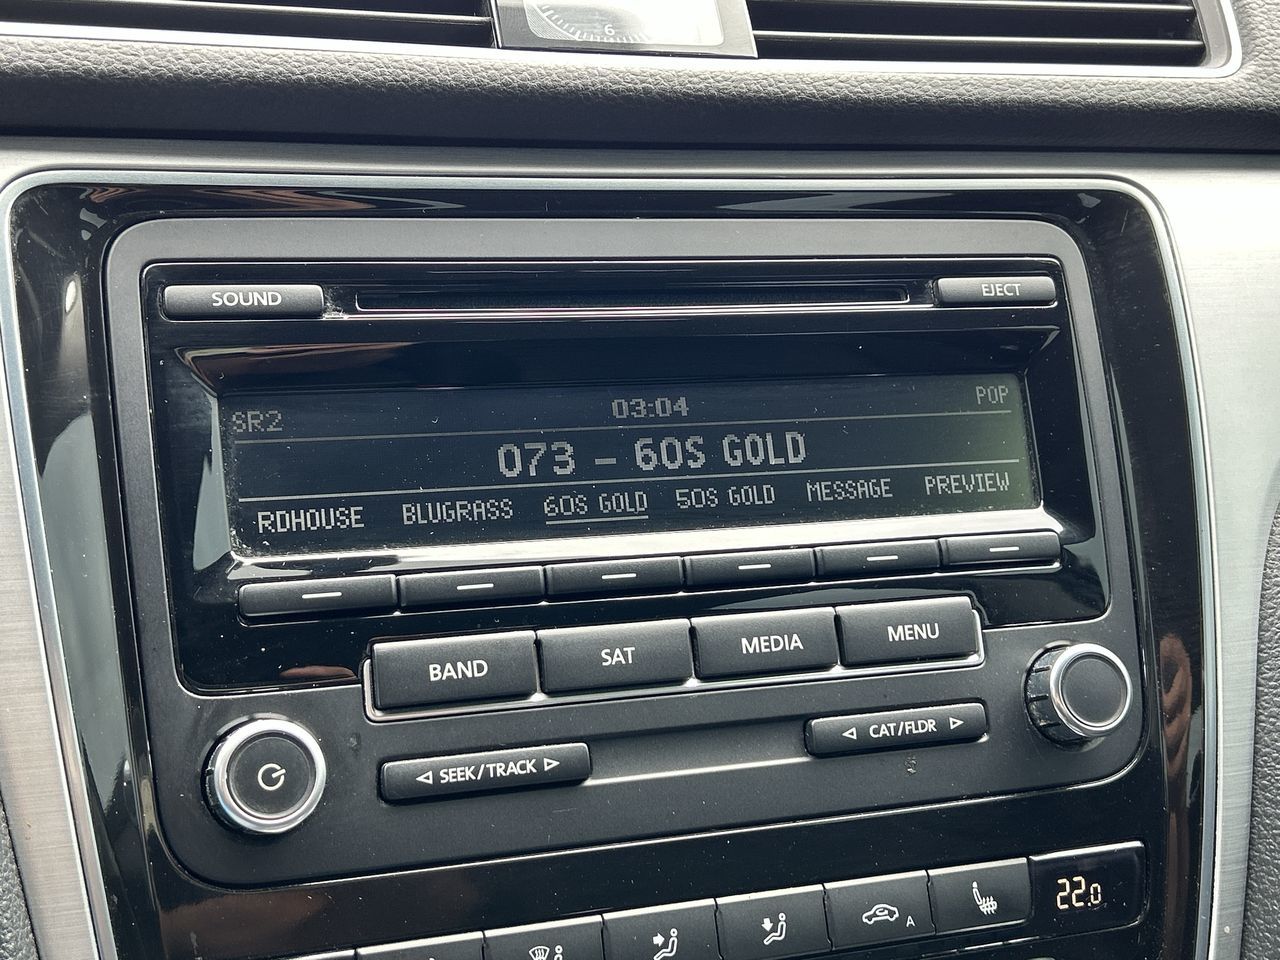 6
SOUND
EJECT
SR2 03:04 POP
073 – 60S GOLD
RDHOUSE BLUGRASS 60S GOLD 50S GOLD MESSAGE PREVIEW
BAND SAT MEDIA MENU
SEEK/TRACK
CAT/FLDR
A
22.0